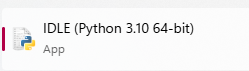 IDLE (Python 3.10 64-bit)
App